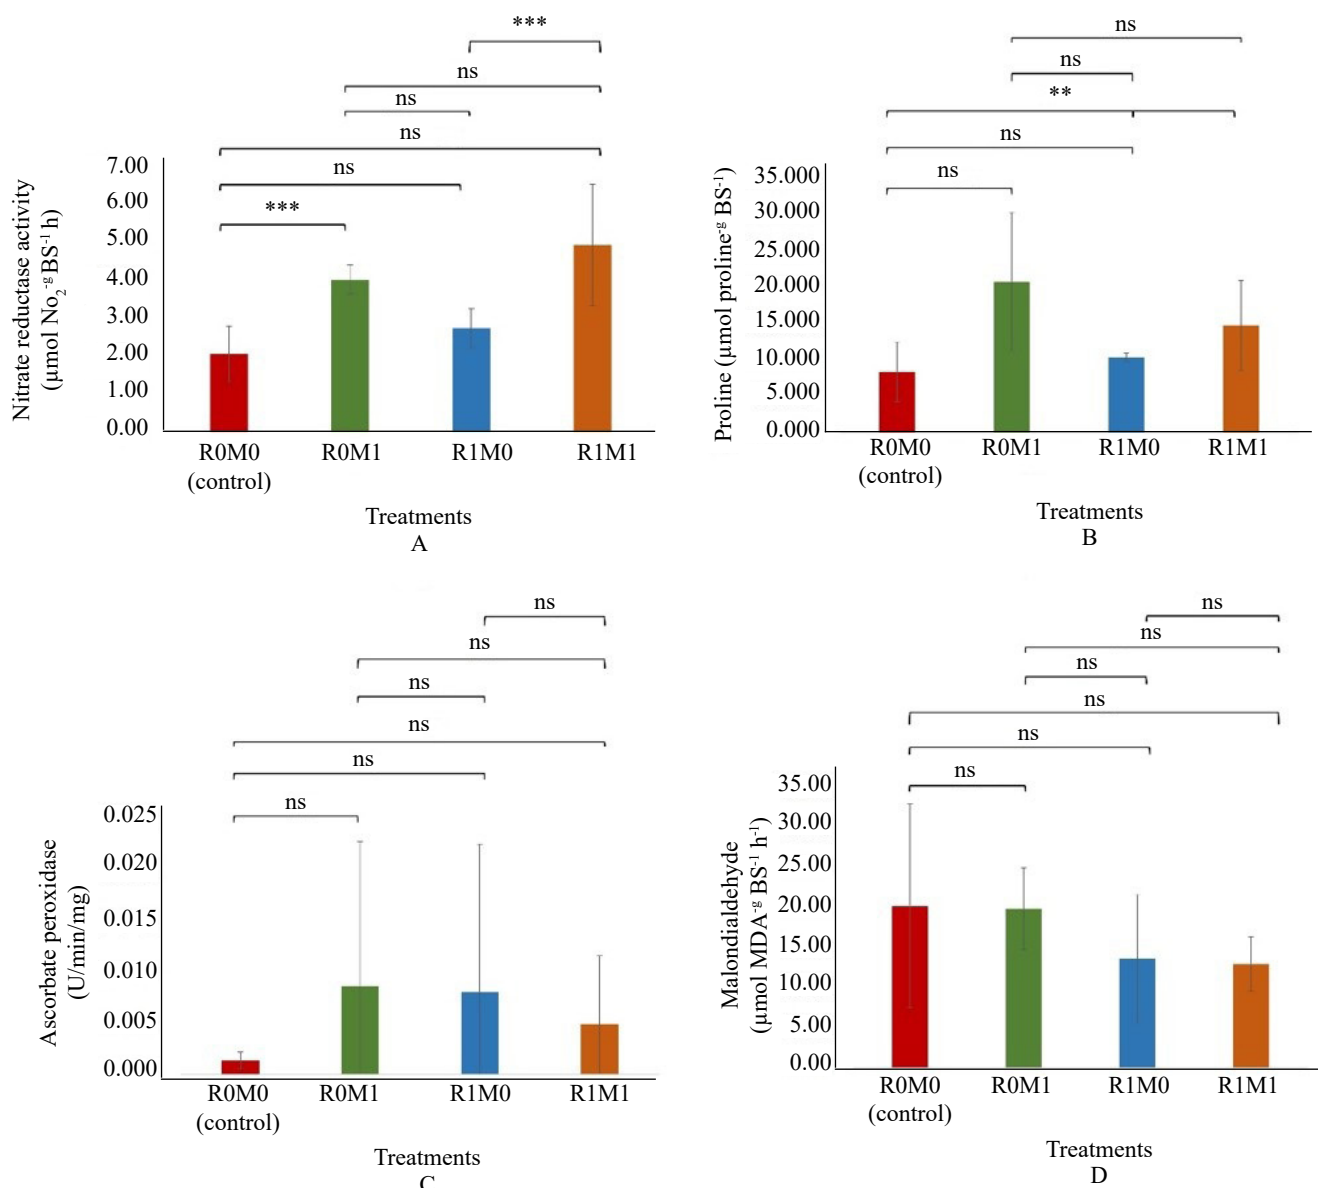 ***
ns
ns
ns
ns
***
7.00
6.00
5.00
4.00
3.00
2.00
1.00
0.00
Nitrate reductase activity
(µmol No₂⁻ᵍ BS⁻¹ h)
R0M0 R0M1 R1M0 R1M1
(control)
Treatments
A
ns
ns
**
ns
ns
35.000
30.000
25.000
20.000
15.000
10.000
5.000
0.000
Proline (µmol proline⁻ᵍ BS⁻¹)
R0M0 R0M1 R1M0 R1M1
(control)
Treatments
B
ns
ns
ns
ns
ns
ns
0.025
0.020
0.015
0.010
0.005
0.000
Ascorbate peroxidase
(U/min/mg)
R0M0 R0M1 R1M0 R1M1
(control)
Treatments
C
ns
ns
ns
ns
ns
ns
35.00
30.00
25.00
20.00
15.00
10.00
5.00
0.00
Malondialdehyde
(µmol MDA⁻ᵍ BS⁻¹ h⁻¹)
R0M0 R0M1 R1M0 R1M1
(control)
Treatments
D